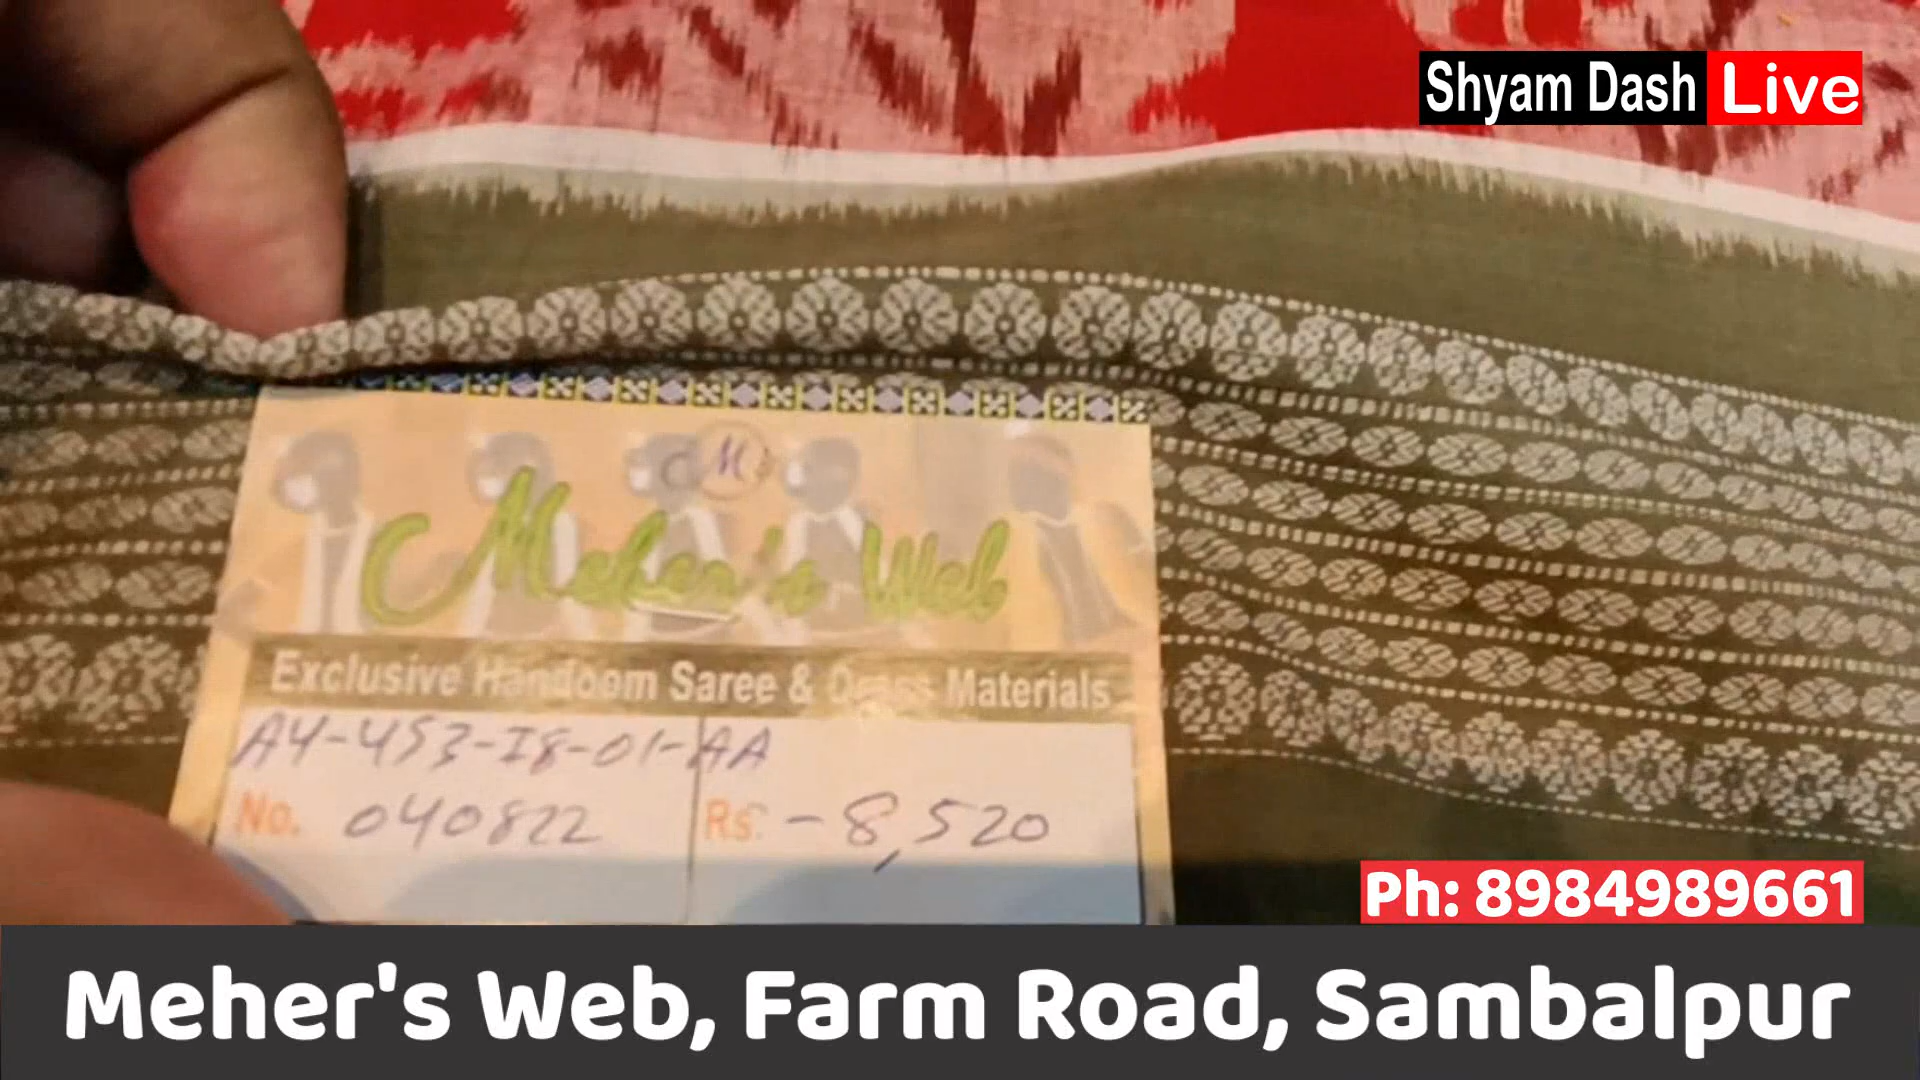 Shyam Dash Live
M
Meher's Web
Exclusive Handloom Saree & Dress Materials
A4-453-I8-01-AA
No. 040822 Rs. - 8,520
Ph: 8984989661
Meher's Web, Farm Road, Sambalpur